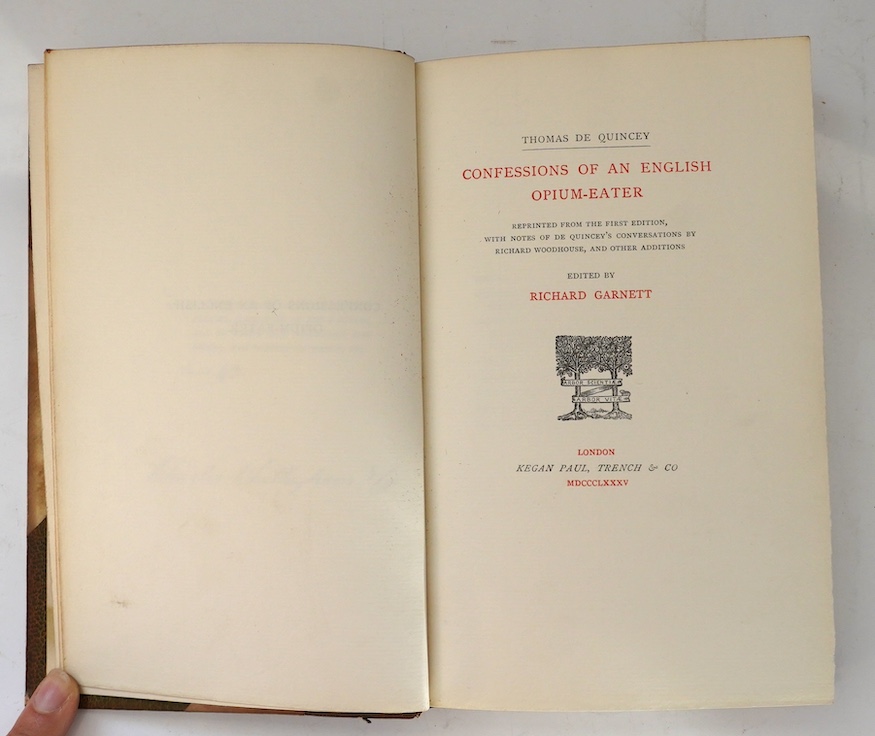 THOMAS DE QUINCEY
CONFESSIONS OF AN ENGLISH
OPIUM-EATER
REPRINTED FROM THE FIRST EDITION,
WITH NOTES OF DE QUINCEY'S CONVERSATIONS BY
RICHARD WOODHOUSE, AND OTHER ADDITIONS
EDITED BY
RICHARD GARNETT
ARBOR SCIENTIÆ
ARBOR VITÆ
LONDON
KEGAN PAUL, TRENCH & CO
MDCCCLXXXV